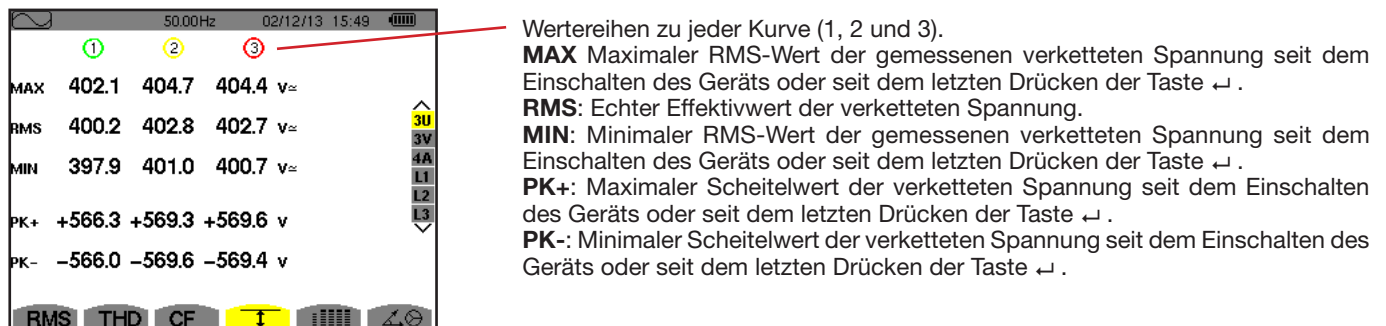 50.00Hz 02/12/13 15:49
1 2 3
MAX 402.1 404.7 404.4 V≃
RMS 400.2 402.8 402.7 V≃
MIN 397.9 401.0 400.7 V≃
PK+ +566.3 +569.3 +569.6 V
PK- -566.0 -569.6 -569.4 V
3U
3V
4A
L1
L2
L3
RMS THD CF
Wertereihen zu jeder Kurve (1, 2 und 3).
MAX Maximaler RMS-Wert der gemessenen verketteten Spannung seit dem
Einschalten des Geräts oder seit dem letzten Drücken der Taste ↵ .
RMS: Echter Effektivwert der verketteten Spannung.
MIN: Minimaler RMS-Wert der gemessenen verketteten Spannung seit dem
Einschalten des Geräts oder seit dem letzten Drücken der Taste ↵ .
PK+: Maximaler Scheitelwert der verketteten Spannung seit dem Einschalten
des Geräts oder seit dem letzten Drücken der Taste ↵ .
PK-: Minimaler Scheitelwert der verketteten Spannung seit dem Einschalten des
Geräts oder seit dem letzten Drücken der Taste ↵ .